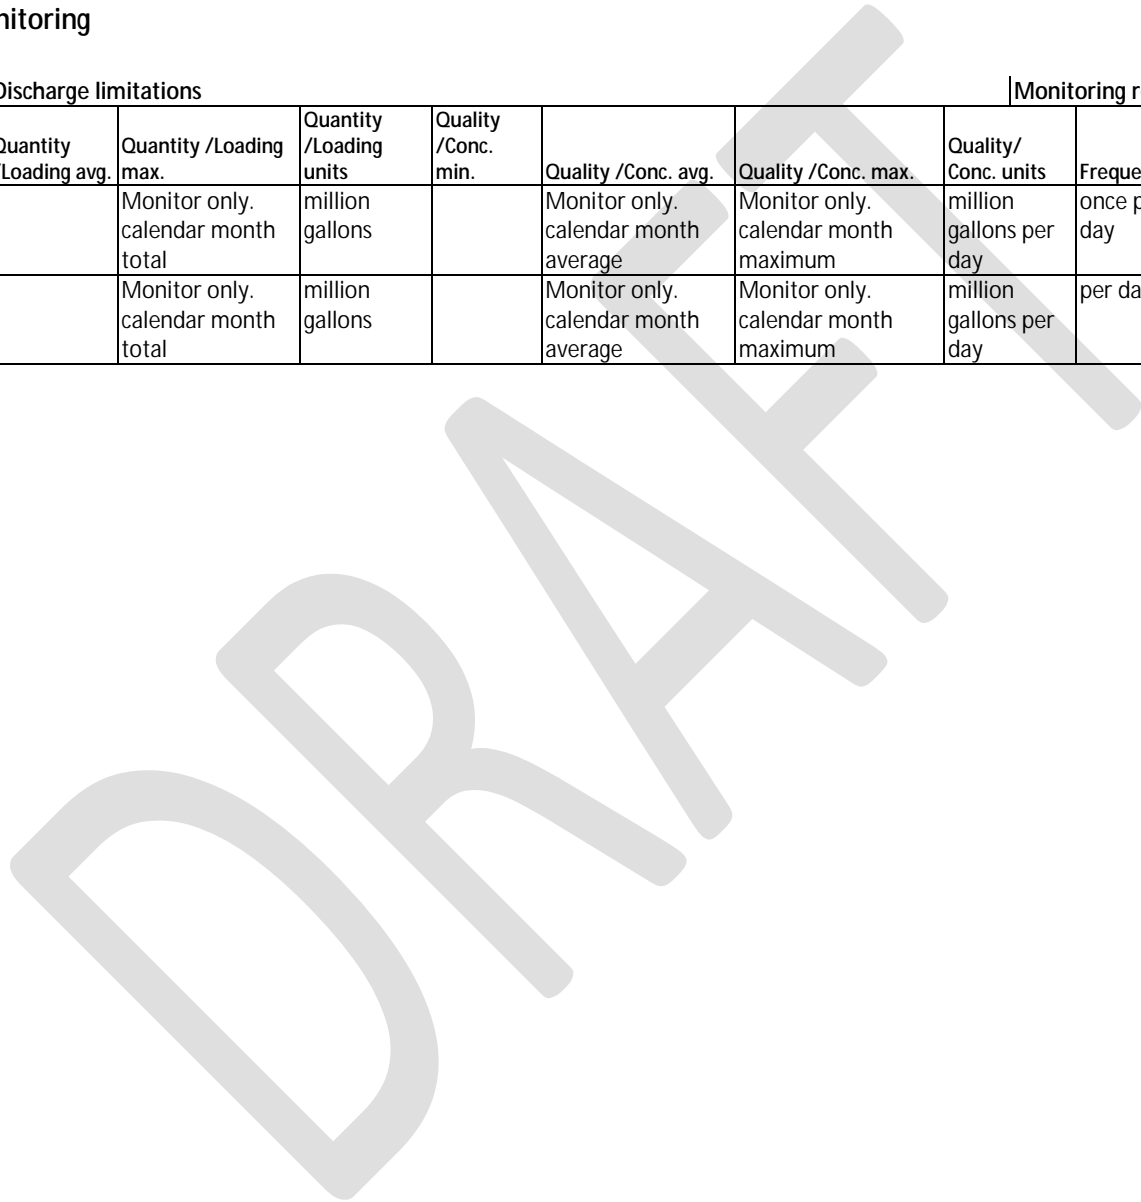 nitoring
Discharge limitations Monitoring r
Quantity
/Loading avg. Quantity /Loading
max. Quantity
/Loading
units Quality
/Conc.
min. Quality /Conc. avg. Quality /Conc. max. Quality/
Conc. units Freque
Monitor only.
calendar month
total million
gallons Monitor only.
calendar month
average Monitor only.
calendar month
maximum million
gallons per
day once p
day
Monitor only.
calendar month
total million
gallons Monitor only.
calendar month
average Monitor only.
calendar month
maximum million
gallons per
day per da
DRAFT